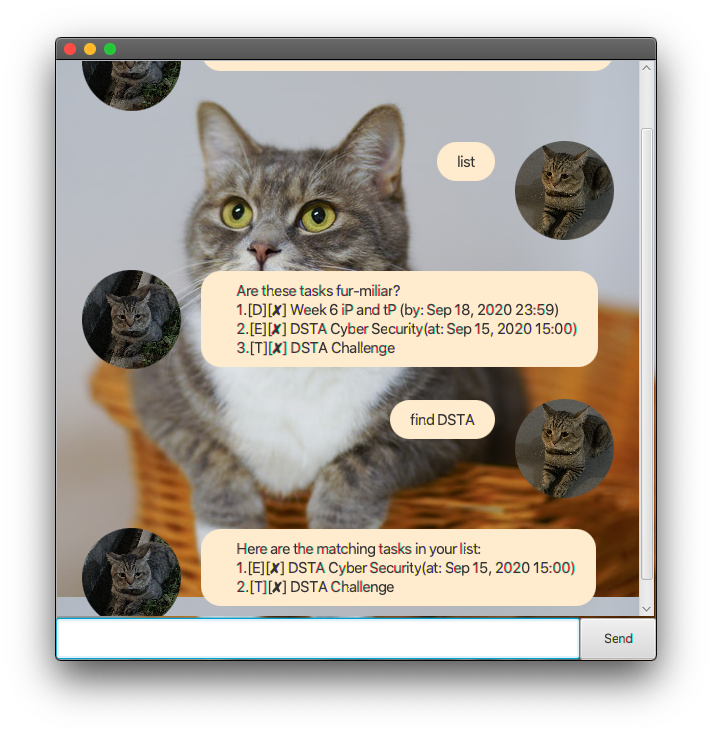 list
Are these tasks fur-miliar?
1.[D][✘] Week 6 iP and tP (by: Sep 18, 2020 23:59)
2.[E][✘] DSTA Cyber Security(at: Sep 15, 2020 15:00)
3.[T][✘] DSTA Challenge
find DSTA
Here are the matching tasks in your list:
1.[E][✘] DSTA Cyber Security(at: Sep 15, 2020 15:00)
2.[T][✘] DSTA Challenge
Send